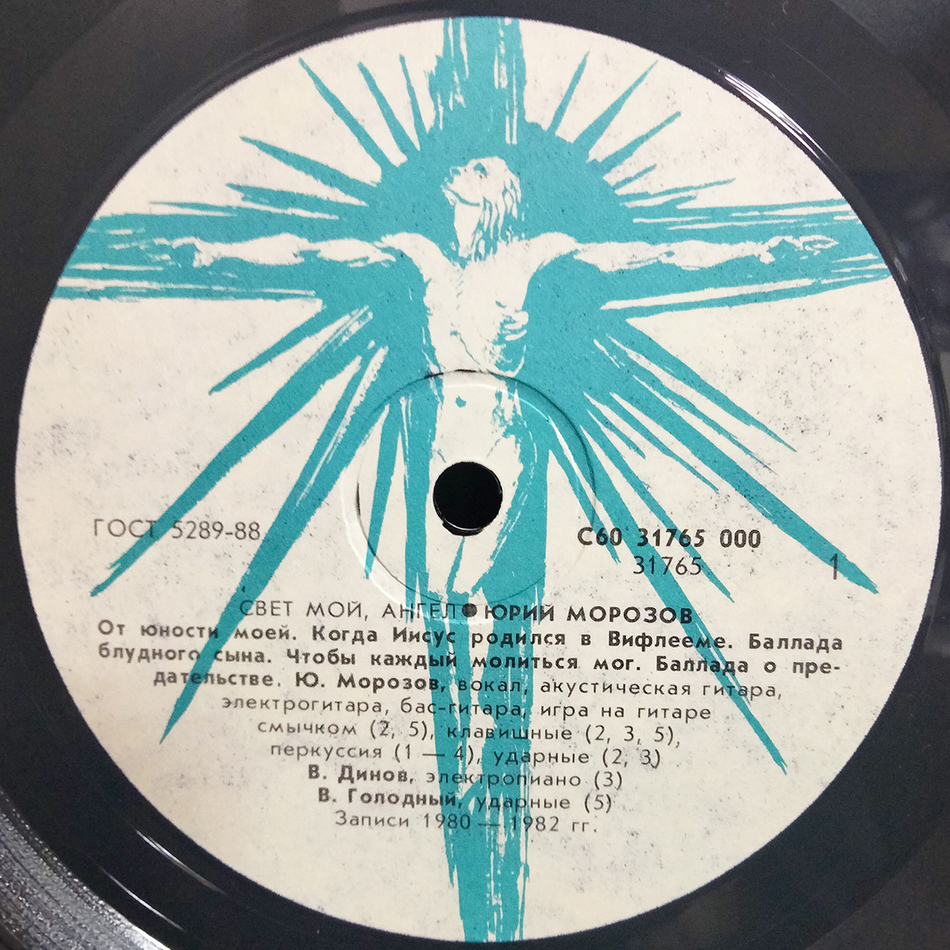 ГОСТ 5289-88
С60 31765 000
31765
1
СВЕТ МОЙ, АНГЕЛ ● ЮРИЙ МОРОЗОВ
От юности моей. Когда Иисус родился в Вифлееме. Баллада
блудного сына. Чтобы каждый молиться мог. Баллада о пре-
дательстве. Ю. Морозов, вокал, акустическая гитара,
электрогитара, бас-гитара, игра на гитаре
смычком (2, 5), клавишные (2, 3, 5),
перкуссия (1 — 4), ударные (2, 3)
В. Динов, электропиано (3)
В. Голодный, ударные (5)
Записи 1980 — 1982 гг.